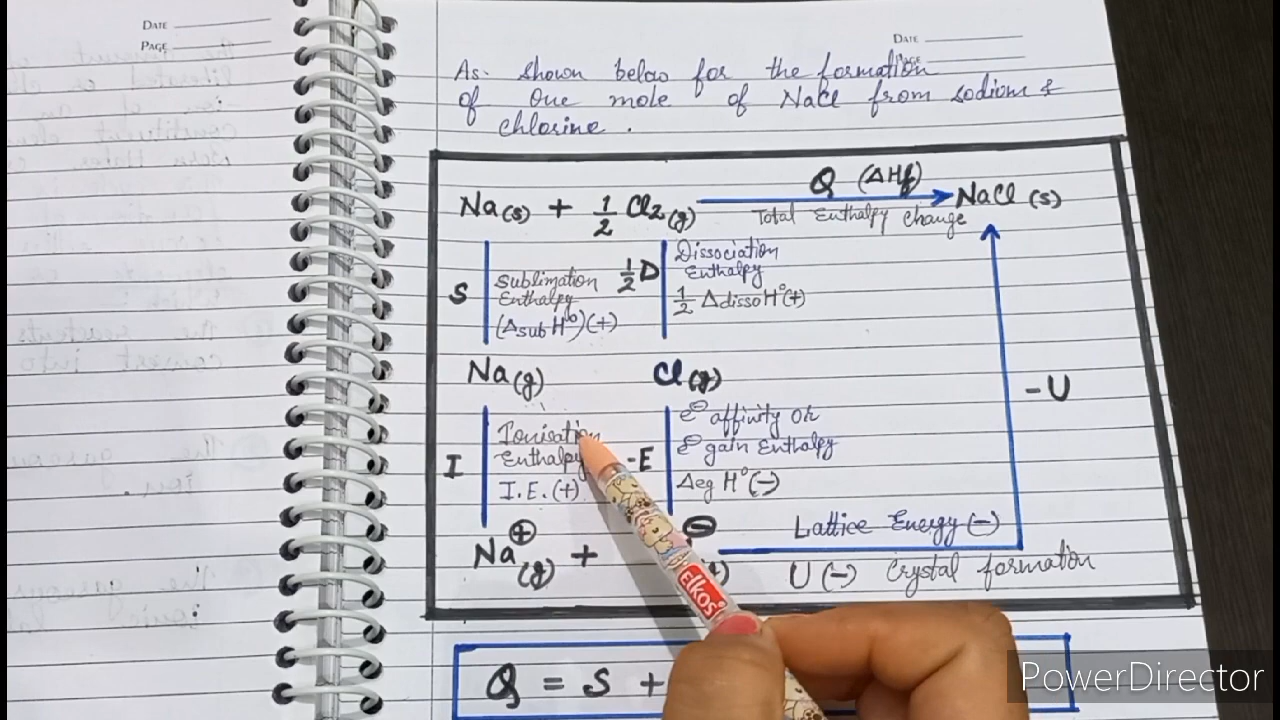 DATE
PAGE
DATE
As shown below for the formation
of one mole of NaCl from sodium &
chlorine.
Na(s) + 1/2 Cl2(g) Q (ΔHf) NaCl (s)
Total Enthalpy change
S Sublimation Enthalpy (ΔsubH°)(+)
1/2 D Dissociation Enthalpy 1/2 ΔdissoH°(+)
Na(g) Cl(g)
-U
I Ionisation Enthalpy I.E.(+)
-E e⊖ affinity or e⊖ gain Enthalpy Δeg H°(-)
Na⊕(g) + ⊖
Lattice Energy(-)
U(-) Crystal formation
Elkos
Q = S +
PowerDirector